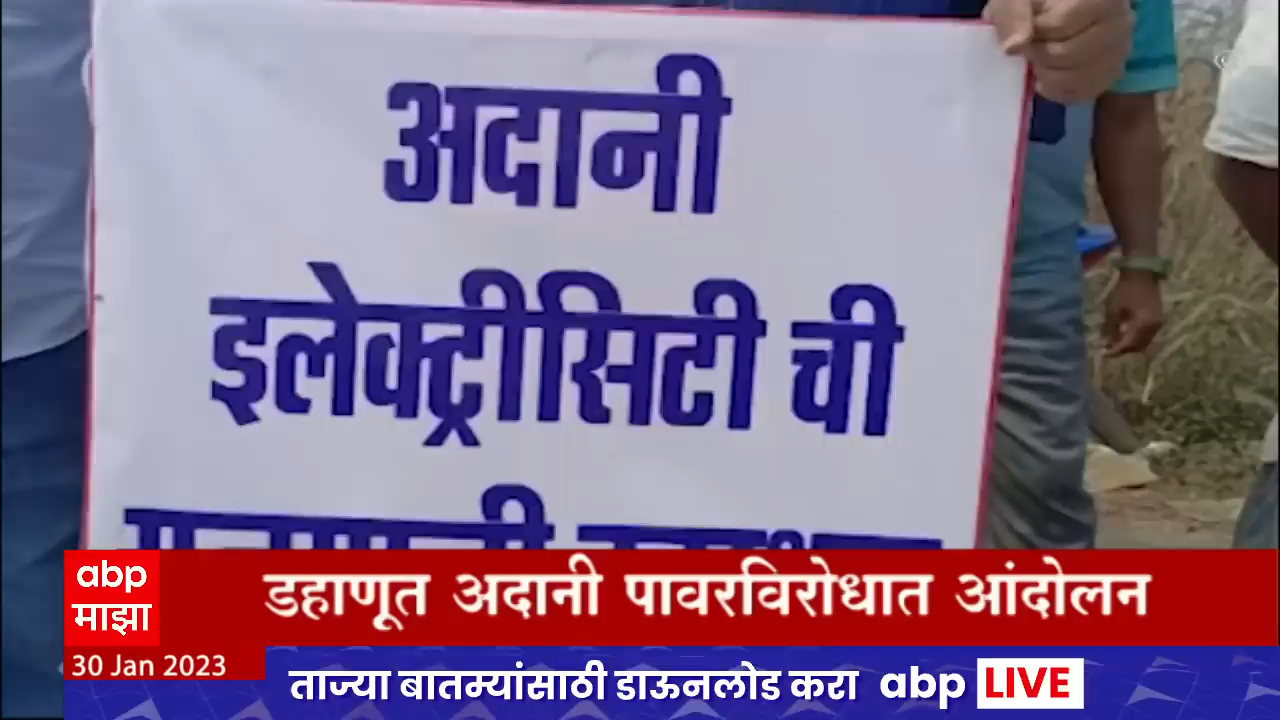 अदानी
इलेक्ट्रीसिटी ची
abp
माझा
डहाणूत अदानी पावरविरोधात आंदोलन
30 Jan 2023
ताज्या बातम्यांसाठी डाऊनलोड करा abp LIVE